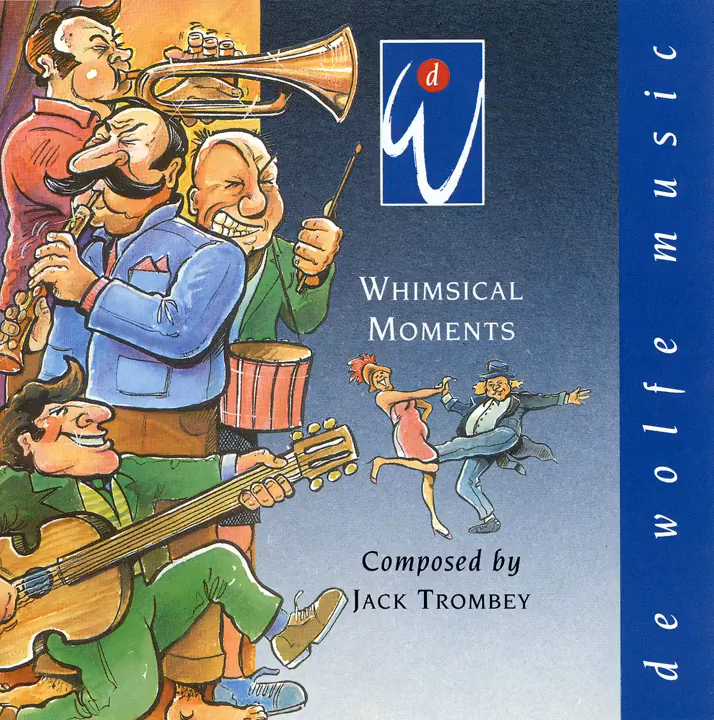 d
W
WHIMSICAL
MOMENTS
Composed by
JACK TROMBEY
de wolfe music